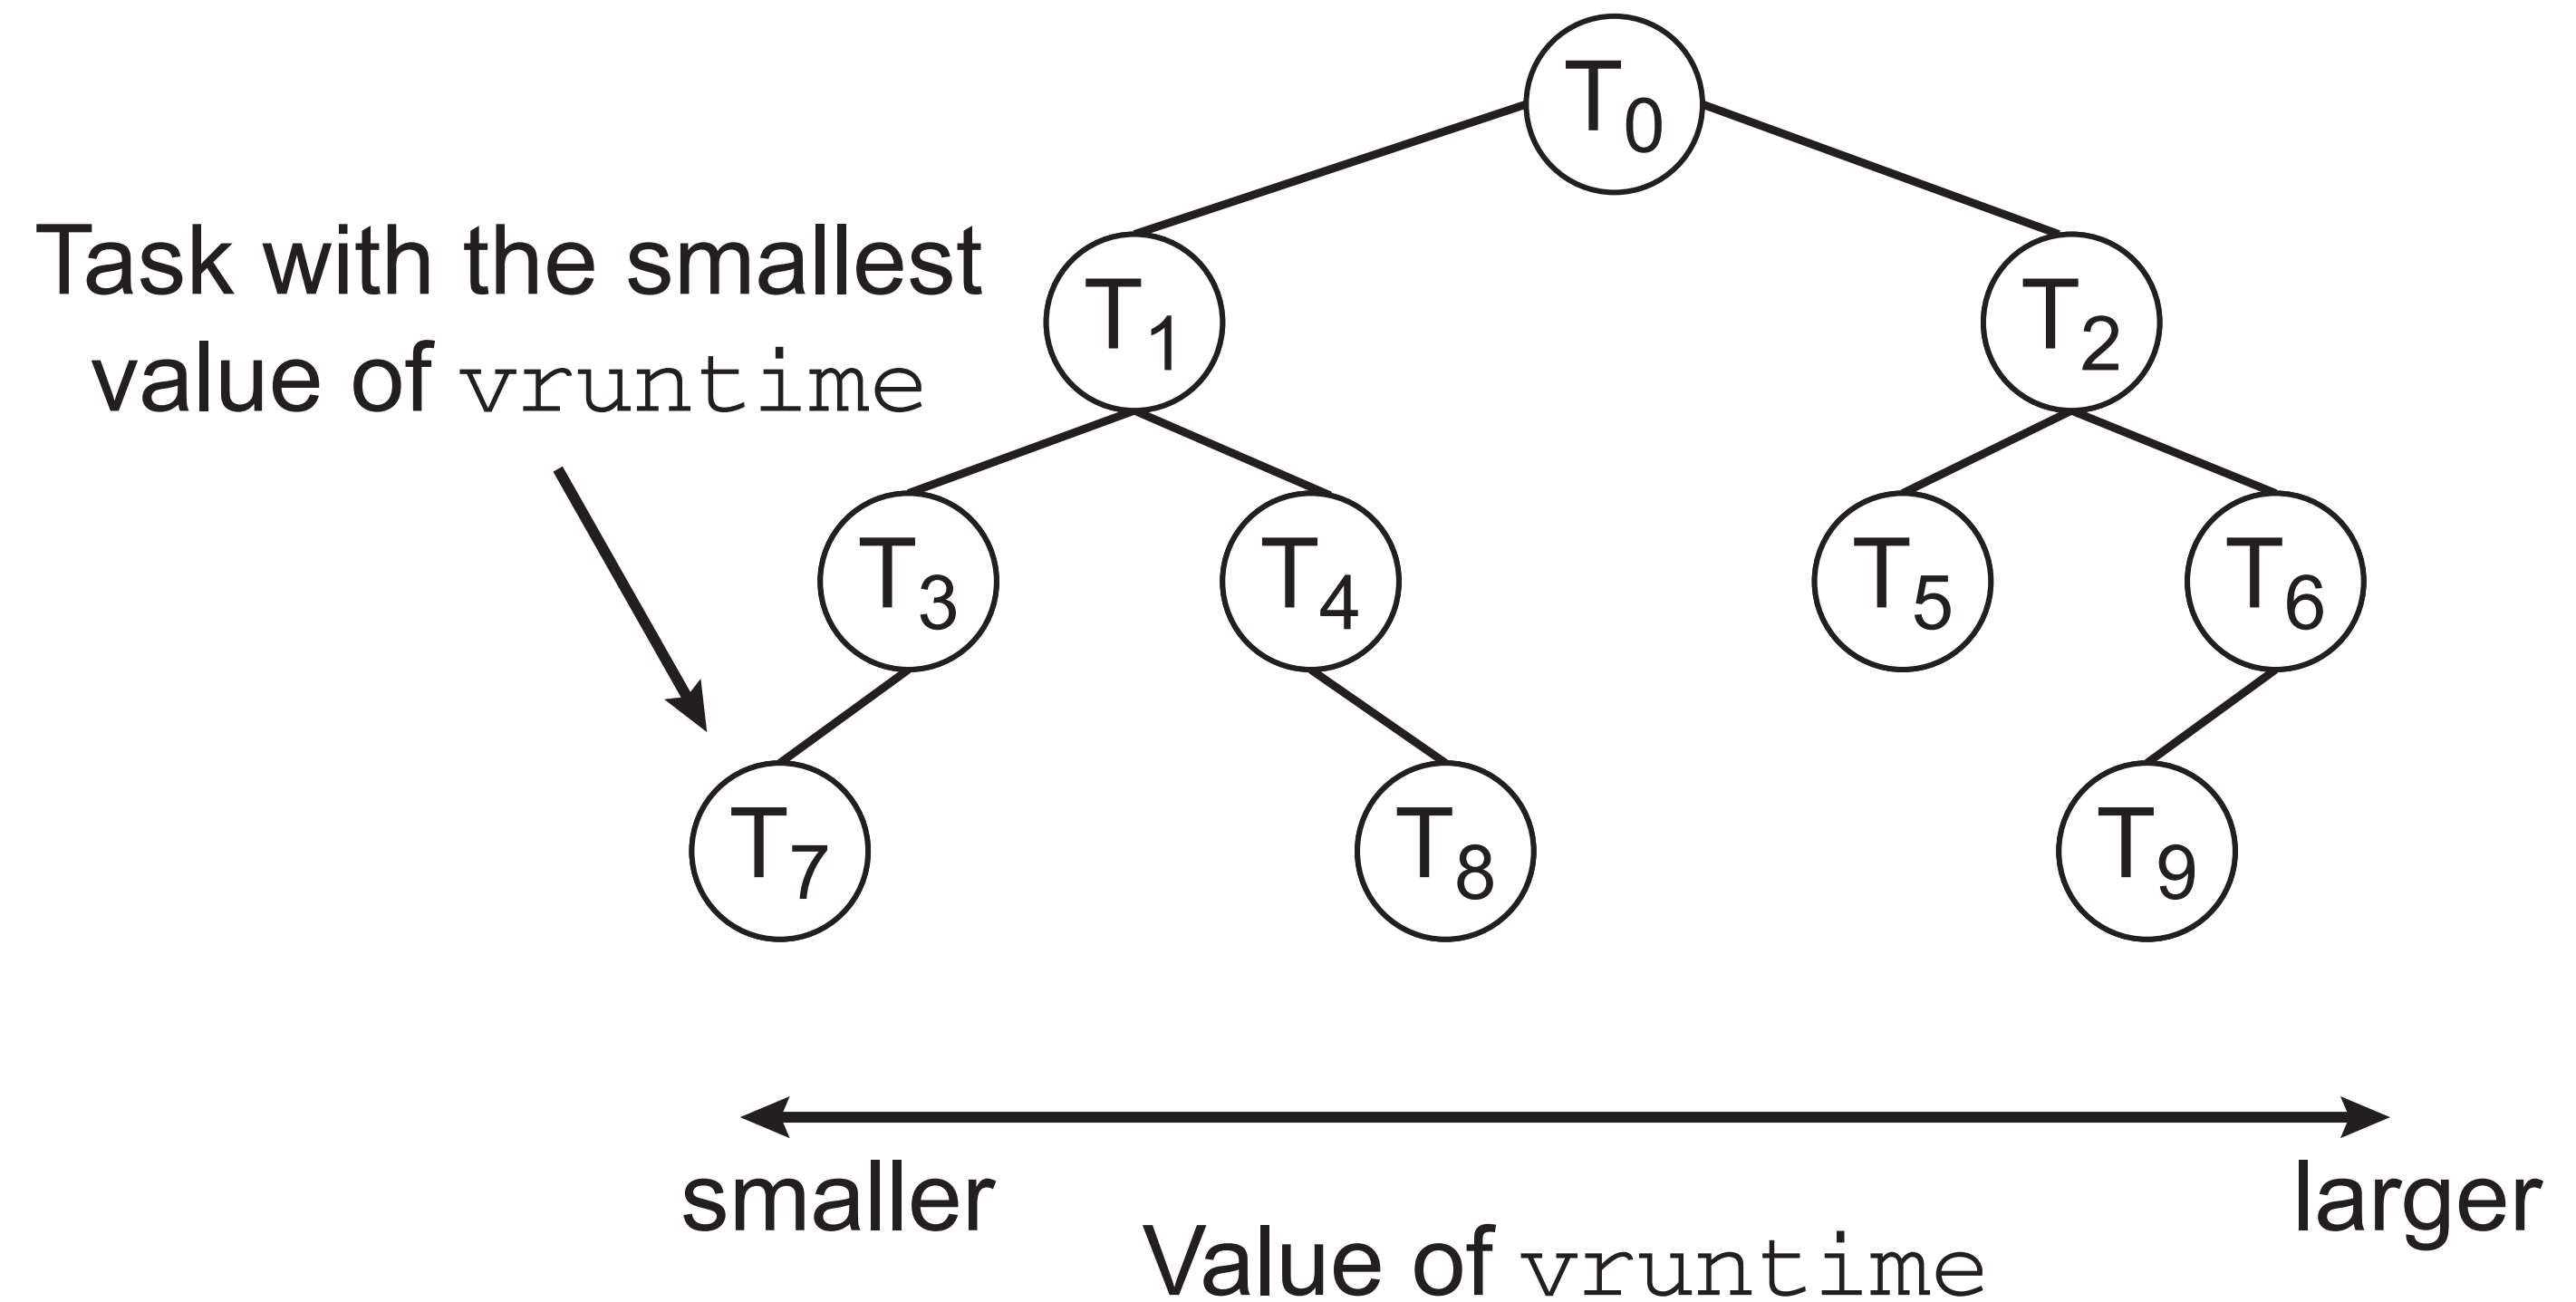 T0
Task with the smallest
value of vruntime
T1
T2
T3
T4
T5
T6
T7
T8
T9
smaller
larger
Value of vruntime